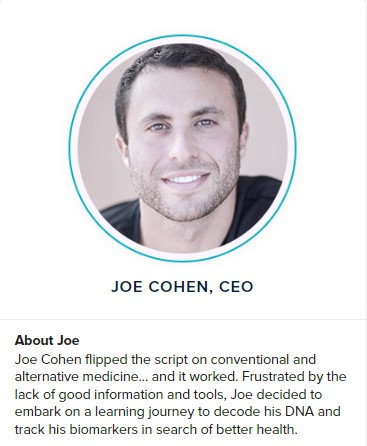 JOE COHEN, CEO
About Joe
Joe Cohen flipped the script on conventional and
alternative medicine... and it worked. Frustrated by the
lack of good information and tools, Joe decided to
embark on a learning journey to decode his DNA and
track his biomarkers in search of better health.